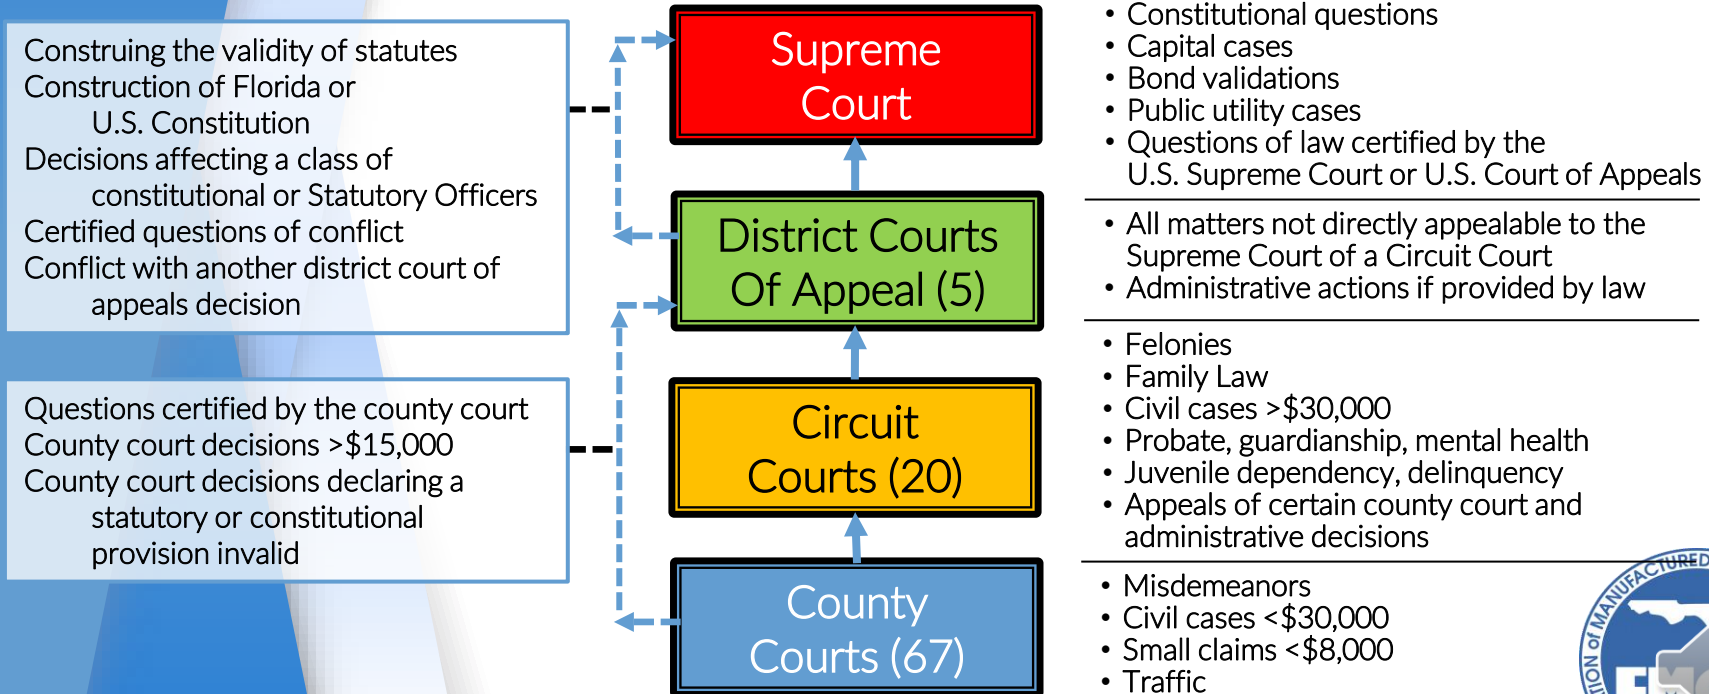 Construing the validity of statutes
Construction of Florida or
U.S. Constitution
Decisions affecting a class of
constitutional or Statutory Officers
Certified questions of conflict
Conflict with another district court of
appeals decision
Questions certified by the county court
County court decisions >$15,000
County court decisions declaring a
statutory or constitutional
provision invalid
Supreme
Court
District Courts
Of Appeal (5)
Circuit
Courts (20)
County
Courts (67)
• Constitutional questions
• Capital cases
• Bond validations
• Public utility cases
• Questions of law certified by the
U.S. Supreme Court or U.S. Court of Appeals
• All matters not directly appealable to the
Supreme Court of a Circuit Court
• Administrative actions if provided by law
• Felonies
• Family Law
• Civil cases >$30,000
• Probate, guardianship, mental health
• Juvenile dependency, delinquency
• Appeals of certain county court and
administrative decisions
• Misdemeanors
• Civil cases <$30,000
• Small claims <$8,000
• Traffic
of MANUFACTURED